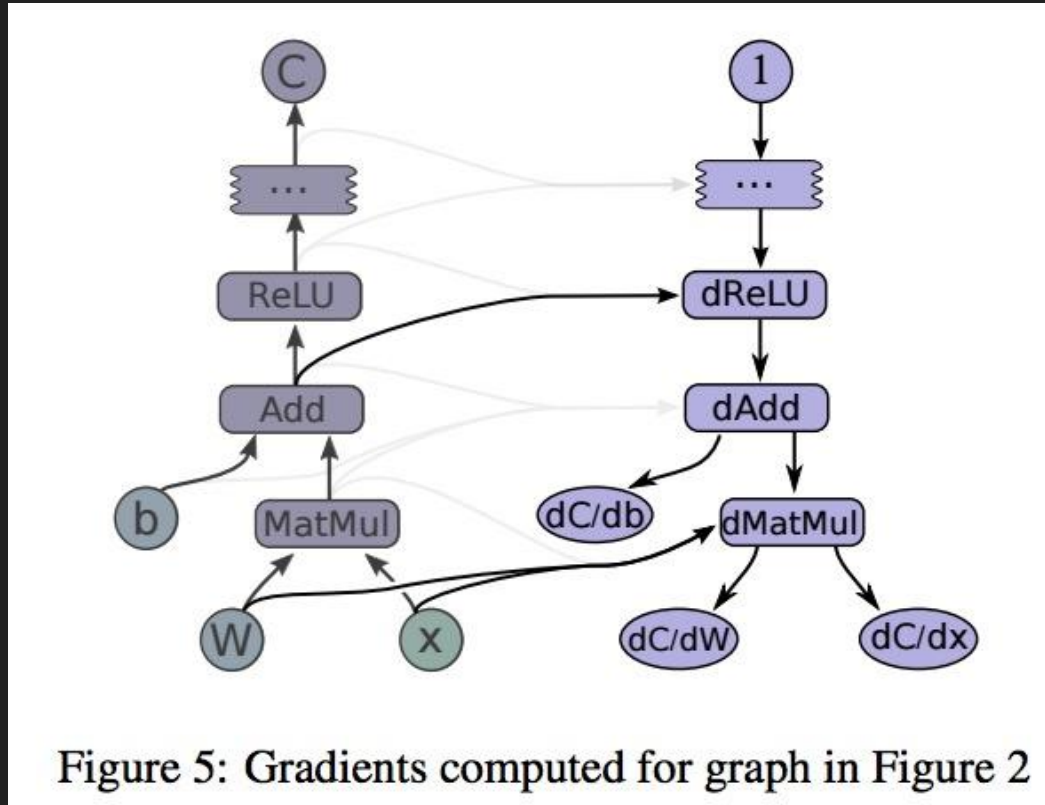 C
1
...
...
ReLU
dReLU
Add
dAdd
b
MatMul
dC/db
dMatMul
W
x
dC/dW
dC/dx
Figure 5: Gradients computed for graph in Figure 2